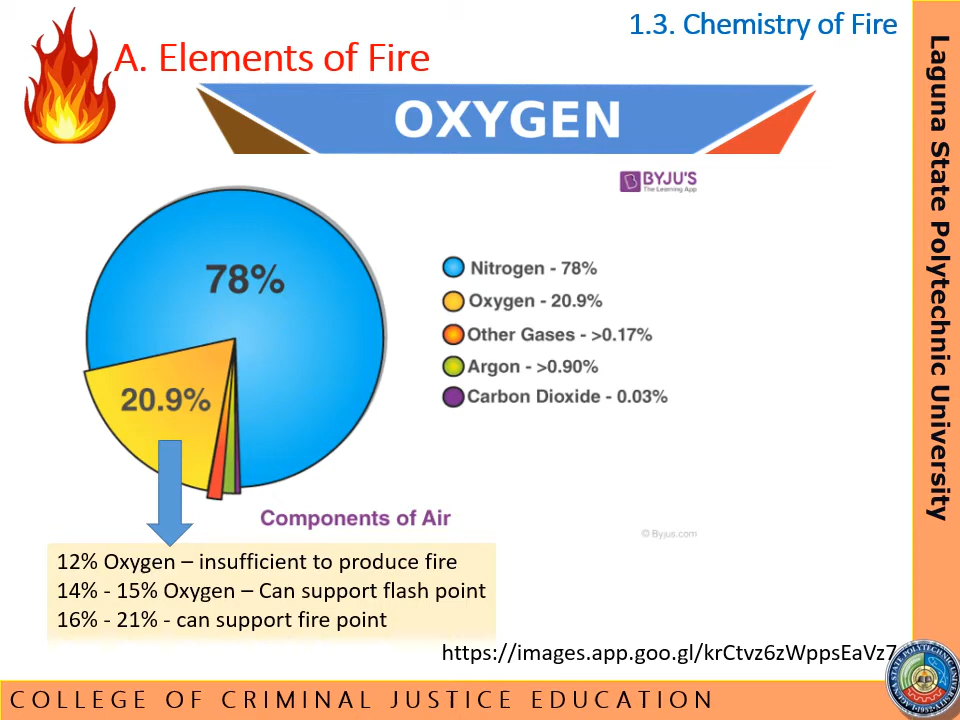 1.3. Chemistry of Fire
A. Elements of Fire
OXYGEN
BYJU'S
The Learning App
78%
20.9%
Nitrogen - 78%
Oxygen - 20.9%
Other Gases - >0.17%
Argon - >0.90%
Carbon Dioxide - 0.03%
Components of Air
© Byjus.com
12% Oxygen – insufficient to produce fire
14% - 15% Oxygen – Can support flash point
16% - 21% - can support fire point
https://images.app.goo.gl/krCtvz6zWppsEaVz7
COLLEGE OF CRIMINAL JUSTICE EDUCATION
Laguna State Polytechnic University